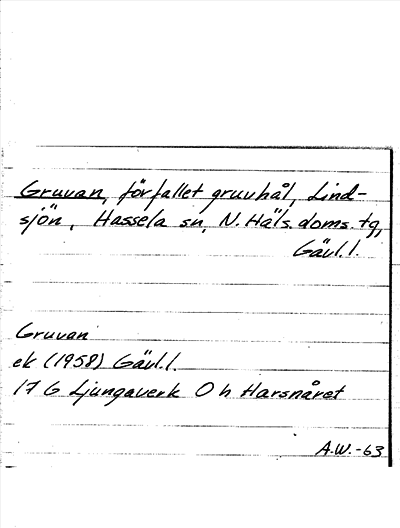 Gruvan, förfallet gruvhål, Lind-
sjön, Hassela sn, N. Häls. doms. tg,
Gävl. l.
Gruvan
ek (1958) Gävl. l.
17 G Ljungaverk 0 h Harsnåret
A.W. -63